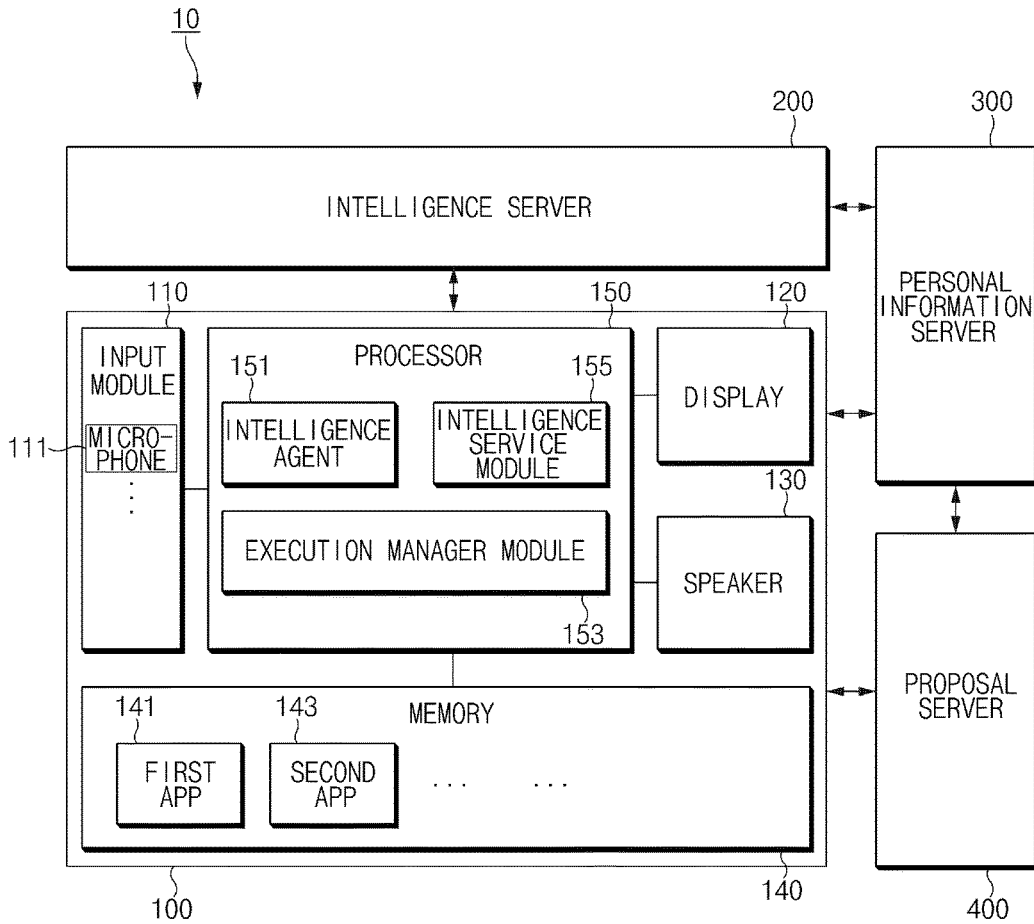 10
200
300
INTELLIGENCE SERVER
PERSONAL
INFORMATION
SERVER
110
150
120
INPUT
MODULE
PROCESSOR
151
155
DISPLAY
111
MICRO-
PHONE
INTELLIGENCE
AGENT
INTELLIGENCE
SERVICE
MODULE
130
EXECUTION MANAGER MODULE
SPEAKER
153
MEMORY
141
143
FIRST
APP
SECOND
APP
... ...
PROPOSAL
SERVER
100
140
400